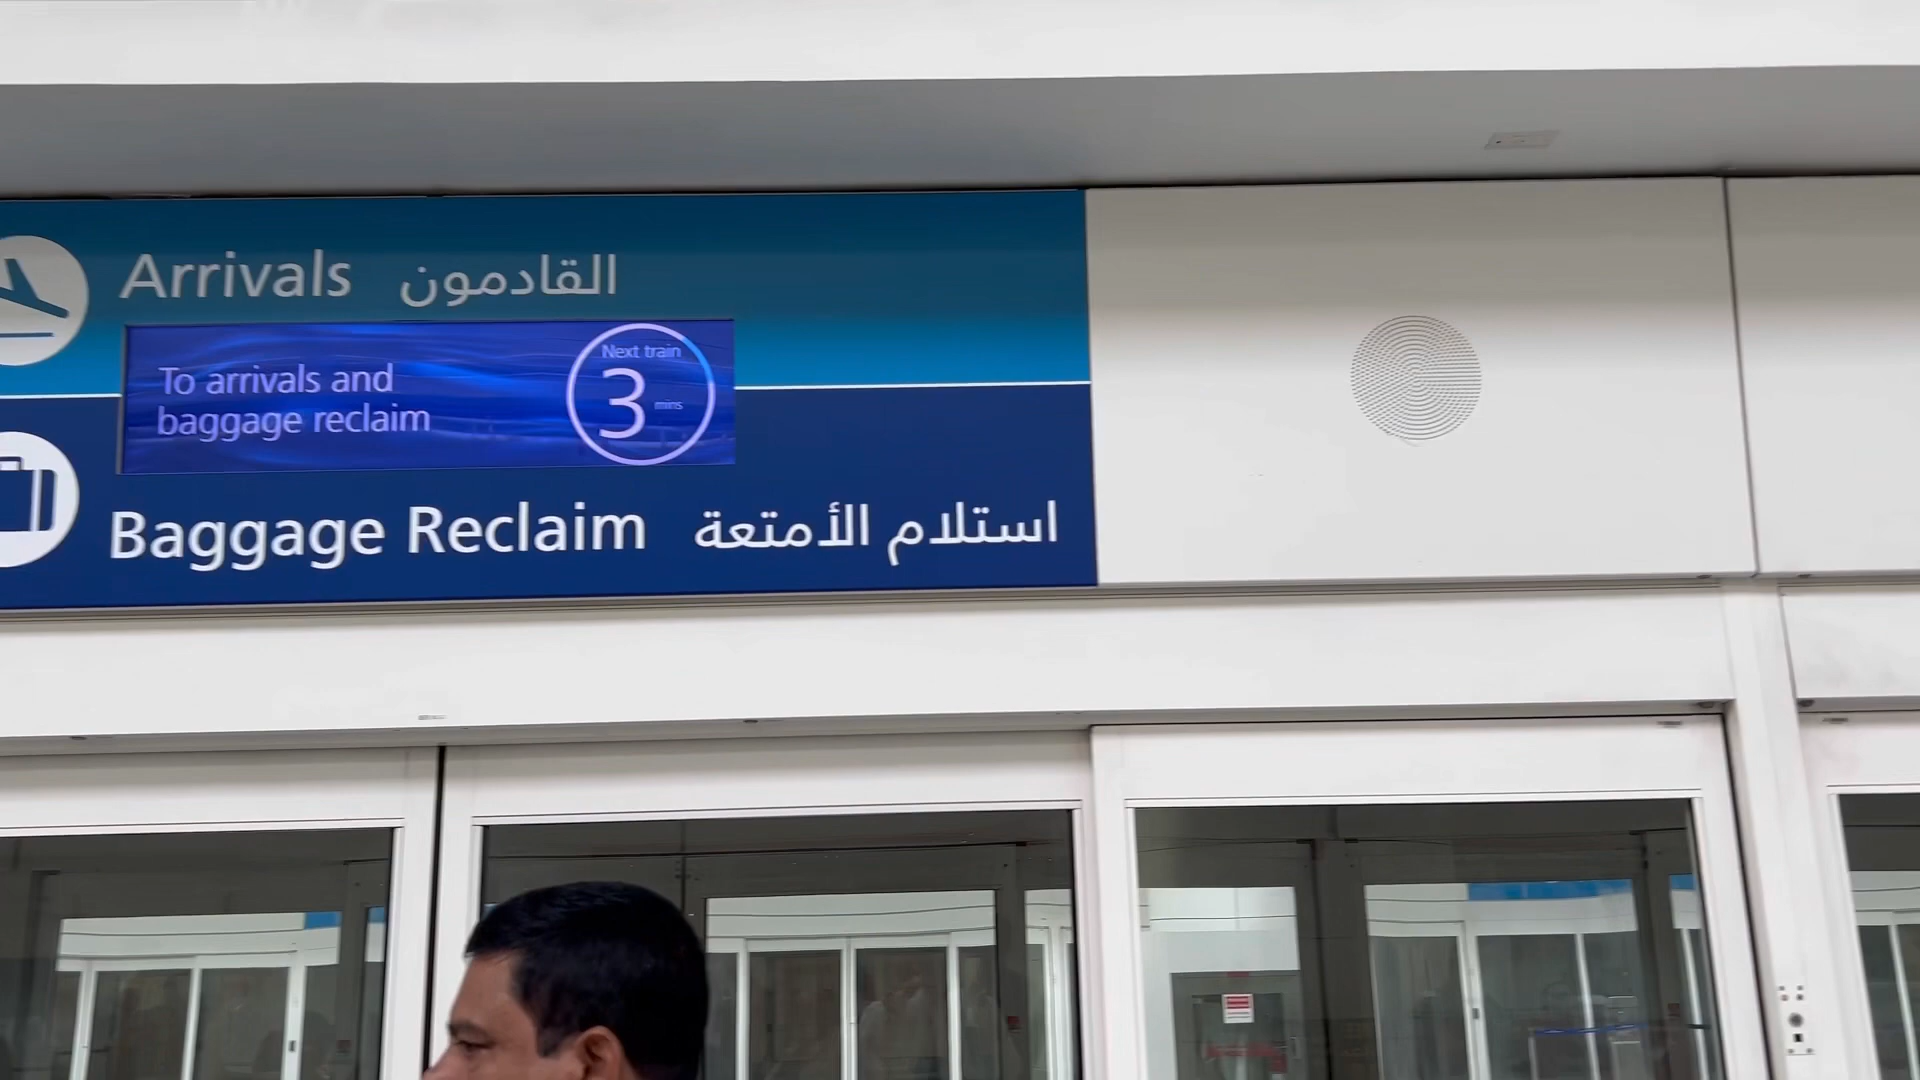 Arrivals القادمون
To arrivals and
baggage reclaim
Next train
3 mins
Baggage Reclaim استلام الأمتعة